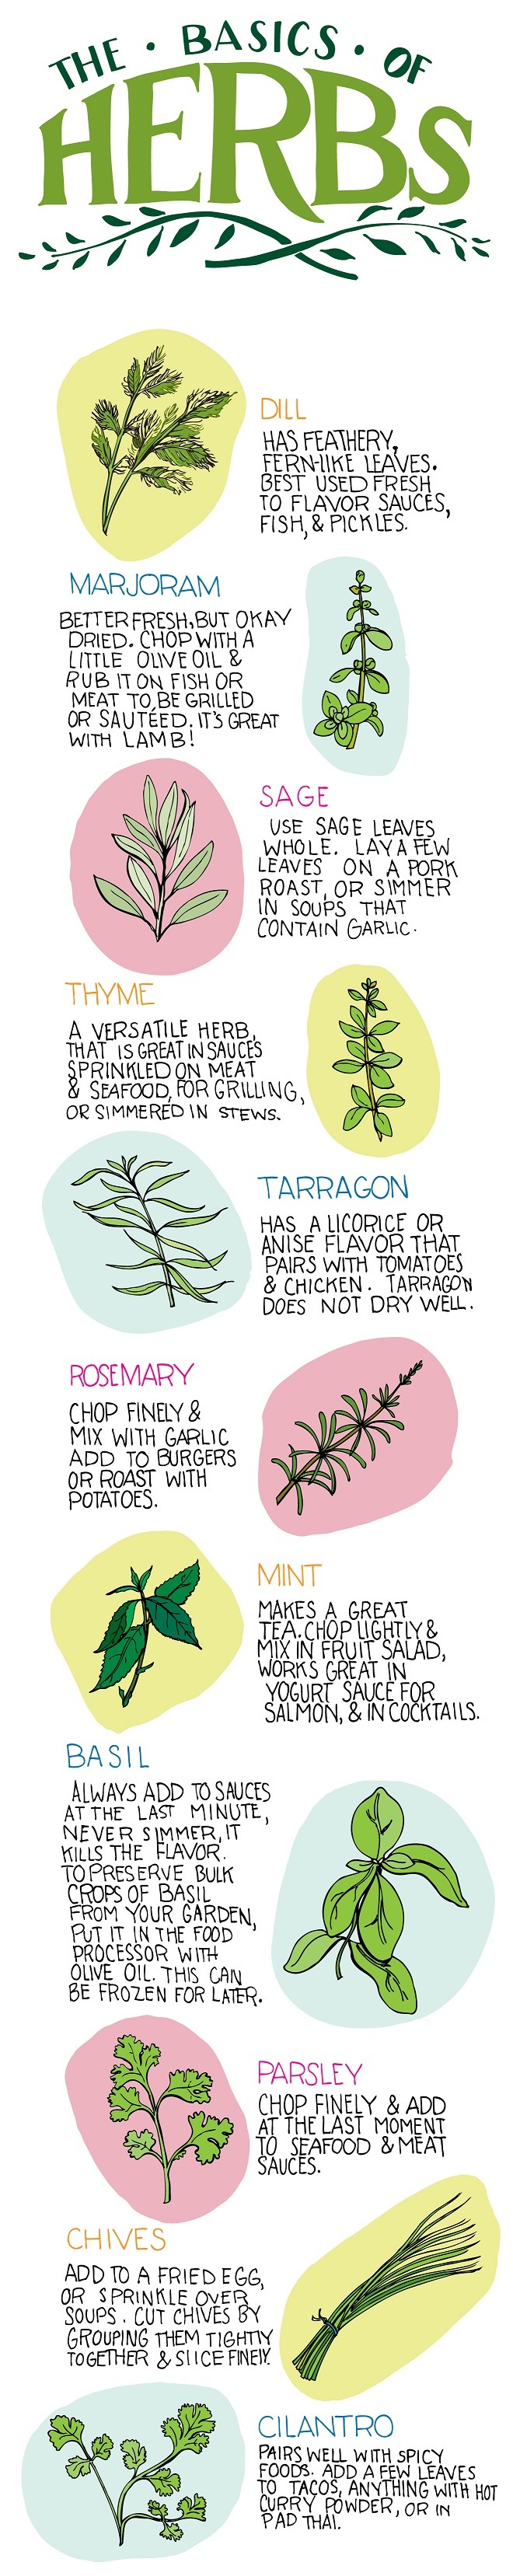 THE · BASICS · OF
HERBS
DILL
HAS FEATHERY,
FERN-LIKE LEAVES.
BEST USED FRESH
TO FLAVOR SAUCES,
FISH, & PICKLES.
MARJORAM
BETTER FRESH, BUT OKAY
DRIED. CHOP WITH A
LITTLE OLIVE OIL &
RUB IT ON FISH OR
MEAT TO BE GRILLED
OR SAUTÉED. IT'S GREAT
WITH LAMB!
SAGE
USE SAGE LEAVES
WHOLE. LAY A FEW
LEAVES ON A PORK
ROAST, OR SIMMER
IN SOUPS THAT
CONTAIN GARLIC.
THYME
A VERSATILE HERB,
THAT IS GREAT IN SAUCES
SPRINKLED ON MEAT
& SEAFOOD, FOR GRILLING,
OR SIMMERED IN STEWS.
TARRAGON
HAS A LICORICE OR
ANISE FLAVOR THAT
PAIRS WITH TOMATOES
& CHICKEN. TARRAGON
DOES NOT DRY WELL.
ROSEMARY
CHOP FINELY &
MIX WITH GARLIC
ADD TO BURGERS
OR ROAST WITH
POTATOES.
MINT
MAKES A GREAT
TEA. CHOP LIGHTLY &
MIX IN FRUIT SALAD,
WORKS GREAT IN
YOGURT SAUCE FOR
SALMON, & IN COCKTAILS.
BASIL
ALWAYS ADD TO SAUCES
AT THE LAST MINUTE,
NEVER SIMMER, IT
KILLS THE FLAVOR.
TO PRESERVE BULK
CROPS OF BASIL
FROM YOUR GARDEN,
PUT IT IN THE FOOD
PROCESSOR WITH
OLIVE OIL. THIS CAN
BE FROZEN FOR LATER.
PARSLEY
CHOP FINELY & ADD
AT THE LAST MOMENT
TO SEAFOOD & MEAT
SAUCES.
CHIVES
ADD TO A FRIED EGG,
OR SPRINKLE OVER
SOUPS. CUT CHIVES BY
GROUPING THEM TIGHTLY
TOGETHER & SLICE FINELY.
CILANTRO
PAIRS WELL WITH SPICY
FOODS. ADD A FEW LEAVES
TO TACOS, ANYTHING WITH HOT
CURRY POWDER, OR IN
PAD THAI.